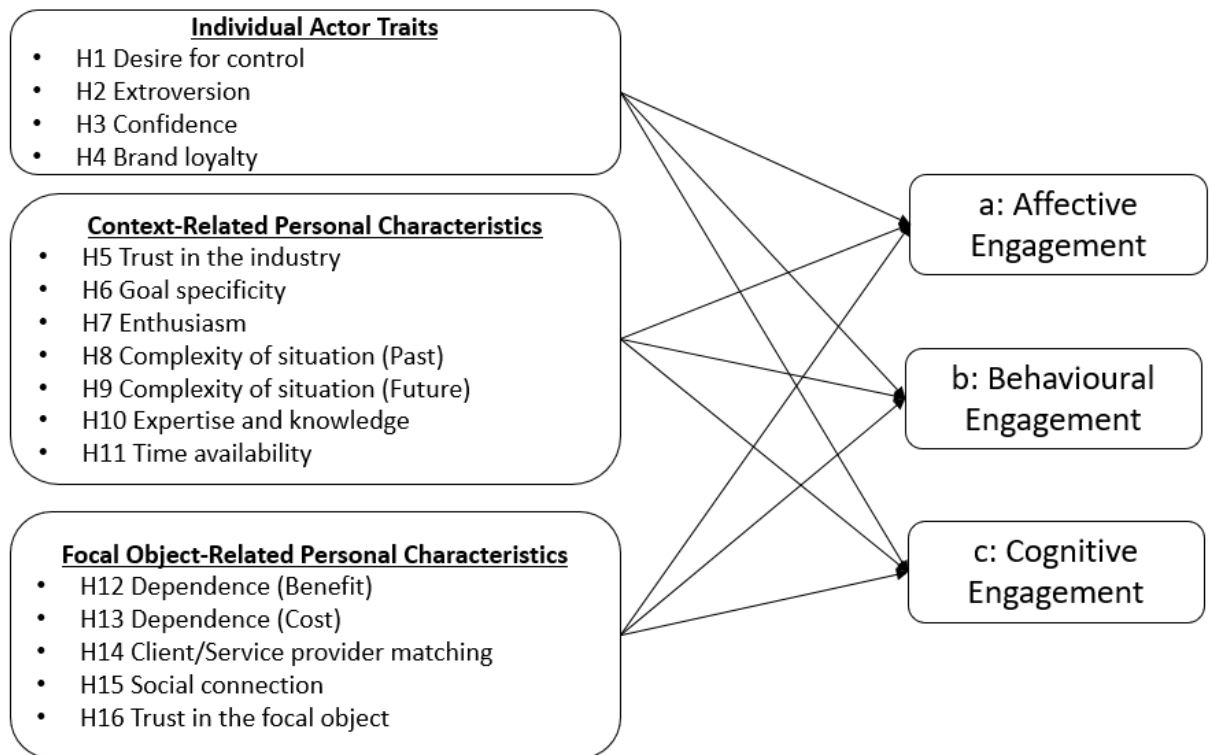 Individual Actor Traits
• H1 Desire for control
• H2 Extroversion
• H3 Confidence
• H4 Brand loyalty
Context-Related Personal Characteristics
• H5 Trust in the industry
• H6 Goal specificity
• H7 Enthusiasm
• H8 Complexity of situation (Past)
• H9 Complexity of situation (Future)
• H10 Expertise and knowledge
• H11 Time availability
Focal Object-Related Personal Characteristics
• H12 Dependence (Benefit)
• H13 Dependence (Cost)
• H14 Client/Service provider matching
• H15 Social connection
• H16 Trust in the focal object
a: Affective
Engagement
b: Behavioural
Engagement
c: Cognitive
Engagement